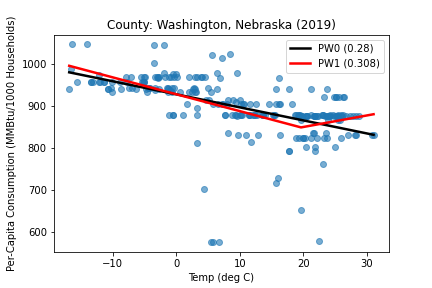 County: Washington, Nebraska (2019)
PW0 (0.28)
PW1 (0.308)
Per-Capita Consumption (MMBtu/1000 Households)
1000
900
800
700
600
−10
0
10
20
30
Temp (deg C)